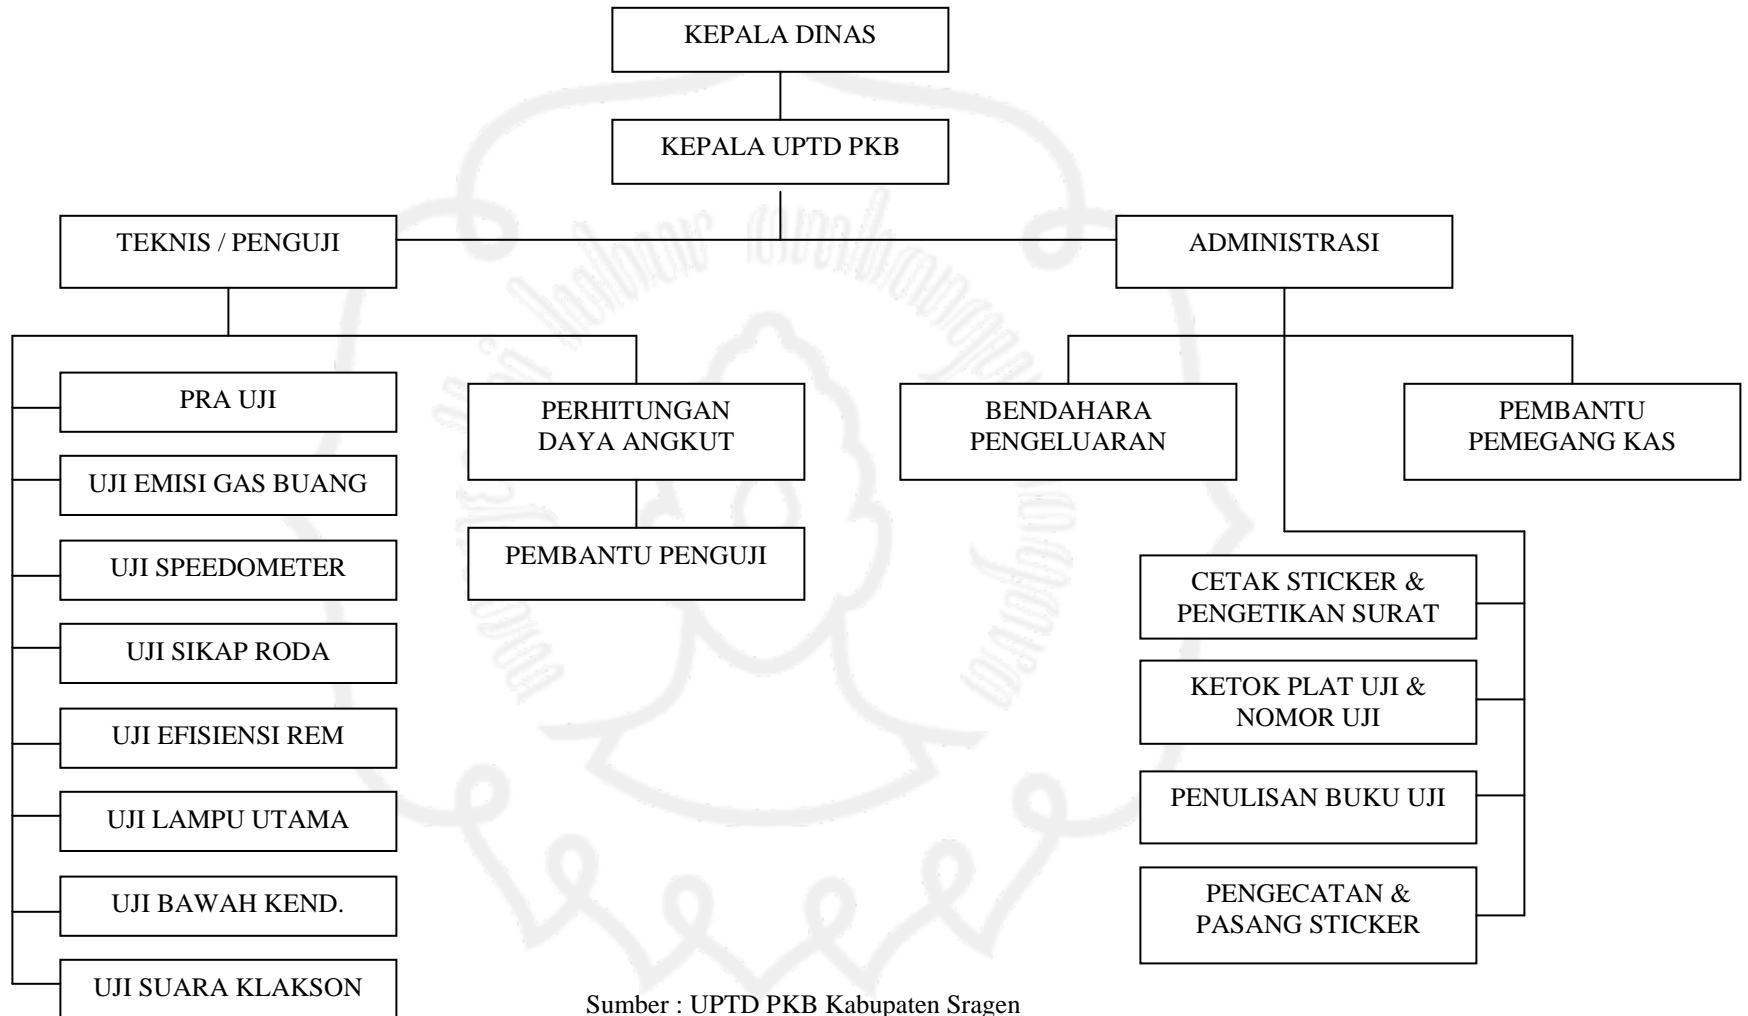 KEPALA DINAS
KEPALA UPTD PKB
TEKNIS / PENGUJI
ADMINISTRASI
PRA UJI
UJI EMISI GAS BUANG
UJI SPEEDOMETER
UJI SIKAP RODA
UJI EFISIENSI REM
UJI LAMPU UTAMA
UJI BAWAH KEND.
UJI SUARA KLAKSON
PERHITUNGAN
DAYA ANGKUT
PEMBANTU PENGUJI
BENDAHARA
PENGELUARAN
PEMBANTU
PEMEGANG KAS
CETAK STICKER &
PENGETIKAN SURAT
KETOK PLAT UJI &
NOMOR UJI
PENULISAN BUKU UJI
PENGECATAN &
PASANG STICKER
Sumber : UPTD PKB Kabupaten Sragen